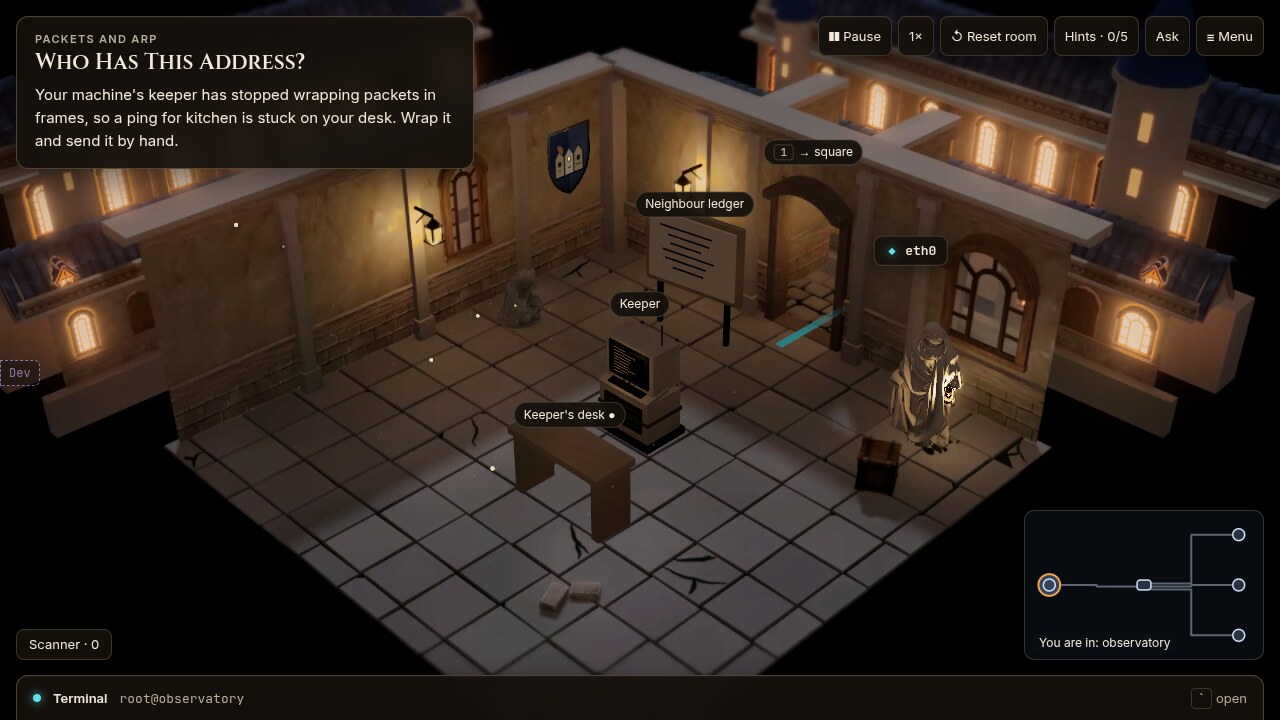 PACKETS AND ARP
WHO HAS THIS ADDRESS?
Your machine's keeper has stopped wrapping packets in
frames, so a ping for kitchen is stuck on your desk. Wrap it
and send it by hand.
Pause
1×
Reset room
Hints · 0/5
Ask
≡ Menu
1 → square
Neighbour ledger
eth0
Keeper
Keeper's desk
Dev
You are in: observatory
Scanner · 0
Terminal root@observatory
` open